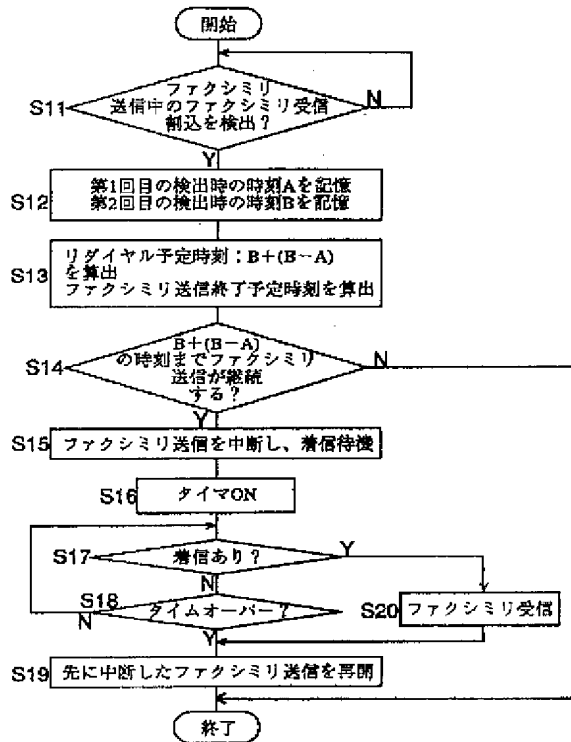 開始
ファクシミリ
送信中のファクシミリ受信
割込を検出？
S11
N
Y
S12
第1回目の検出時の時刻Aを記憶
第2回目の検出時の時刻Bを記憶
S13
リダイヤル予定時刻：B+(B-A)
を算出
ファクシミリ送信終了予定時刻を算出
S14
B+(B-A)
の時刻までファクシミリ
送信が継続
する？
N
Y
S15
ファクシミリ送信を中断し、着信待機
S16
タイマON
S17
着信あり？
Y
N
S18
タイムオーバー？
N
Y
S20
ファクシミリ受信
S19
先に中断したファクシミリ送信を再開
終了